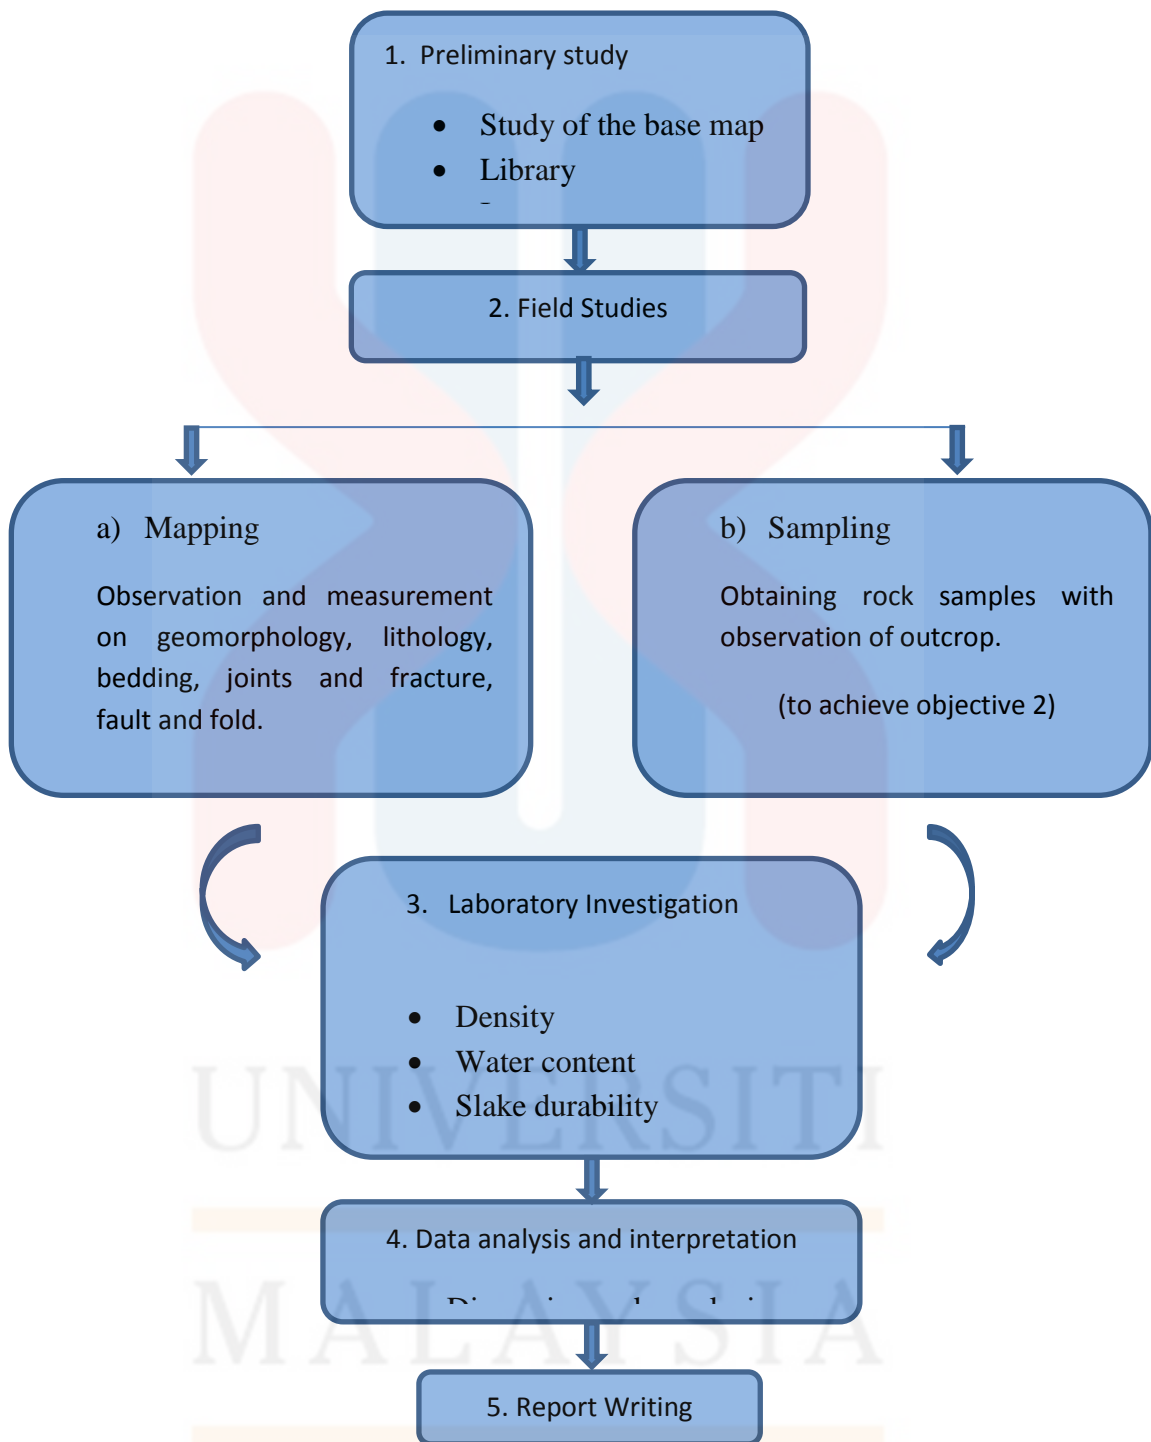 1. Preliminary study
• Study of the base map
• Library
2. Field Studies
a) Mapping
Observation and measurement
on geomorphology, lithology,
bedding, joints and fracture,
fault and fold.
b) Sampling
Obtaining rock samples with
observation of outcrop.
(to achieve objective 2)
3. Laboratory Investigation
• Density
• Water content
• Slake durability
4. Data analysis and interpretation
5. Report Writing
UNIVERSITI
MALAYSIA